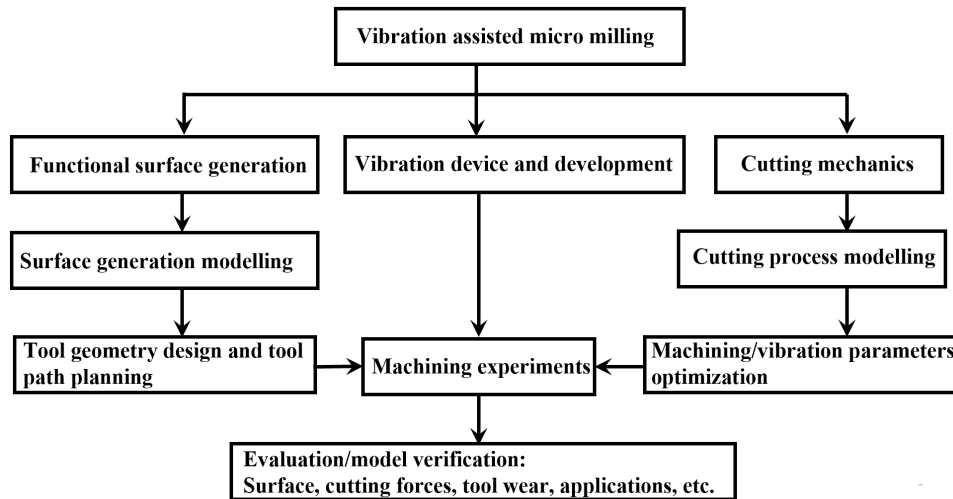 Vibration assisted micro milling
Functional surface generation
Vibration device and development
Cutting mechanics
Surface generation modelling
Cutting process modelling
Tool geometry design and tool
path planning
Machining experiments
Machining/vibration parameters
optimization
Evaluation/model verification:
Surface, cutting forces, tool wear, applications, etc.